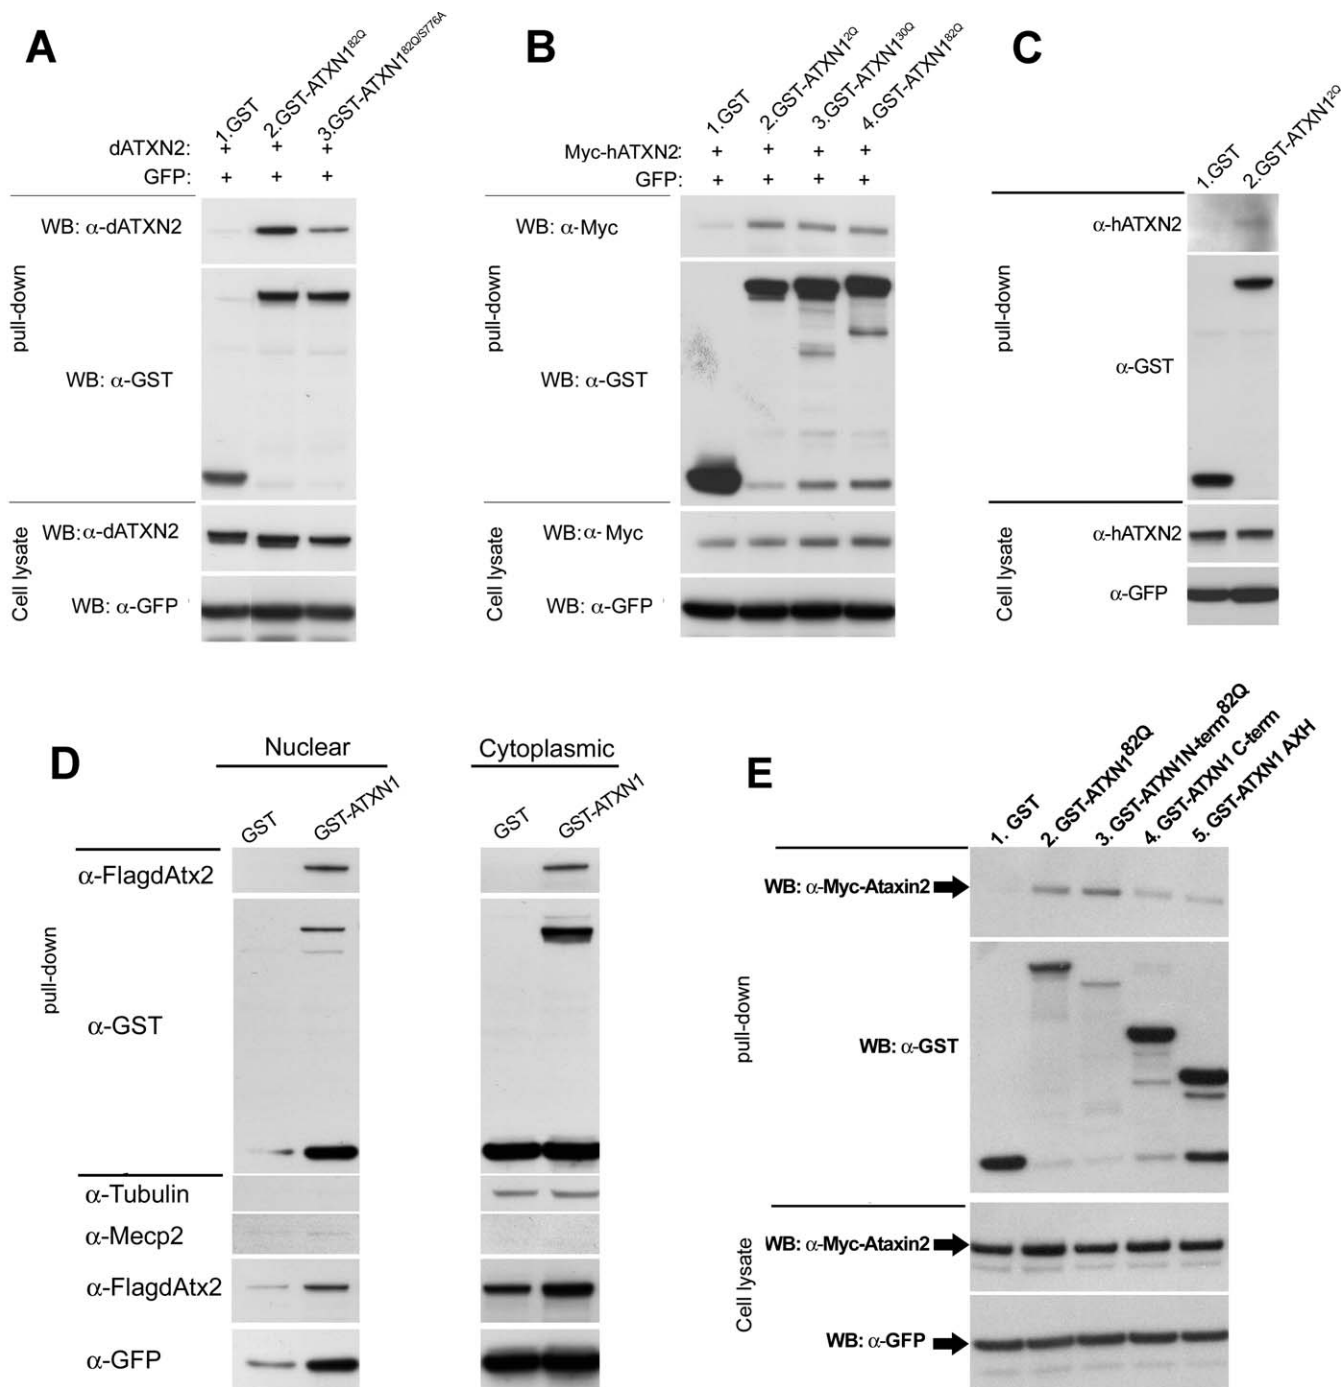 A
1.GST
2.GST-ATXN1^82Q
3.GST-ATXN1^82Q/S776A
dATXN2: + + +
GFP: + + +
pull-down
WB: α-dATXN2
WB: α-GST
Cell lysate
WB: α-dATXN2
WB: α-GFP
B
1.GST
2.GST-ATXN1^2Q
3.GST-ATXN1^30Q
4.GST-ATXN1^82Q
Myc-hATXN2: + + + +
GFP: + + + +
pull-down
WB: α-Myc
WB: α-GST
Cell lysate
WB: α-Myc
WB: α-GFP
C
1.GST
2.GST-ATXN1^2Q
pull-down
α-hATXN2
α-GST
Cell lysate
α-hATXN2
α-GFP
D
Nuclear
Cytoplasmic
GST
GST-ATXN1
GST
GST-ATXN1
pull-down
α-FlagdAtx2
α-GST
α-Tubulin
α-Mecp2
α-FlagdAtx2
α-GFP
E
1. GST
2. GST-ATXN1^82Q
3. GST-ATXN1N-term^82Q
4. GST-ATXN1 C-term
5. GST-ATXN1 AXH
pull-down
WB: α-Myc-Ataxin2
WB: α-GST
Cell lysate
WB: α-Myc-Ataxin2
WB: α-GFP